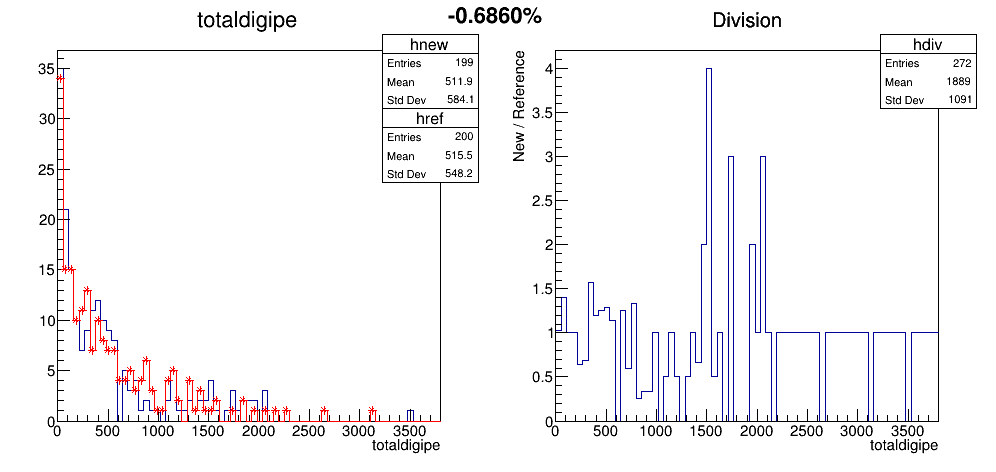 -0.6860%
totaldigipe
hnew
Entries 199
Mean 511.9
Std Dev 584.1
href
Entries 200
Mean 515.5
Std Dev 548.2
35
30
25
20
15
10
5
0
0 500 1000 1500 2000 2500 3000 3500
totaldigipe
Division
hdiv
Entries 272
Mean 1889
Std Dev 1091
New / Reference
4
3.5
3
2.5
2
1.5
1
0.5
0
0 500 1000 1500 2000 2500 3000 3500
totaldigipe